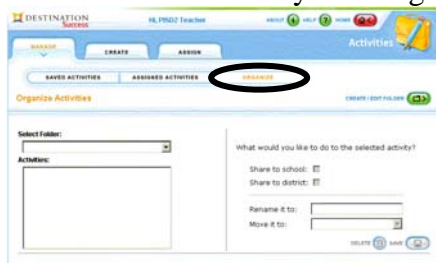 DESTINATION
Success
Hi, PISD2 Teacher
ABOUT
HELP
HOME
MANAGE
CREATE
ASSIGN
Activities
SAVED ACTIVITIES
ASSIGNED ACTIVITIES
ORGANIZE
Organize Activities
CREATE / EDIT FOLDER
Select Folder:
Activities:
What would you like to do to the selected activity?
Share to school:
Share to district:
Rename it to:
Move it to:
DELETE
SAVE